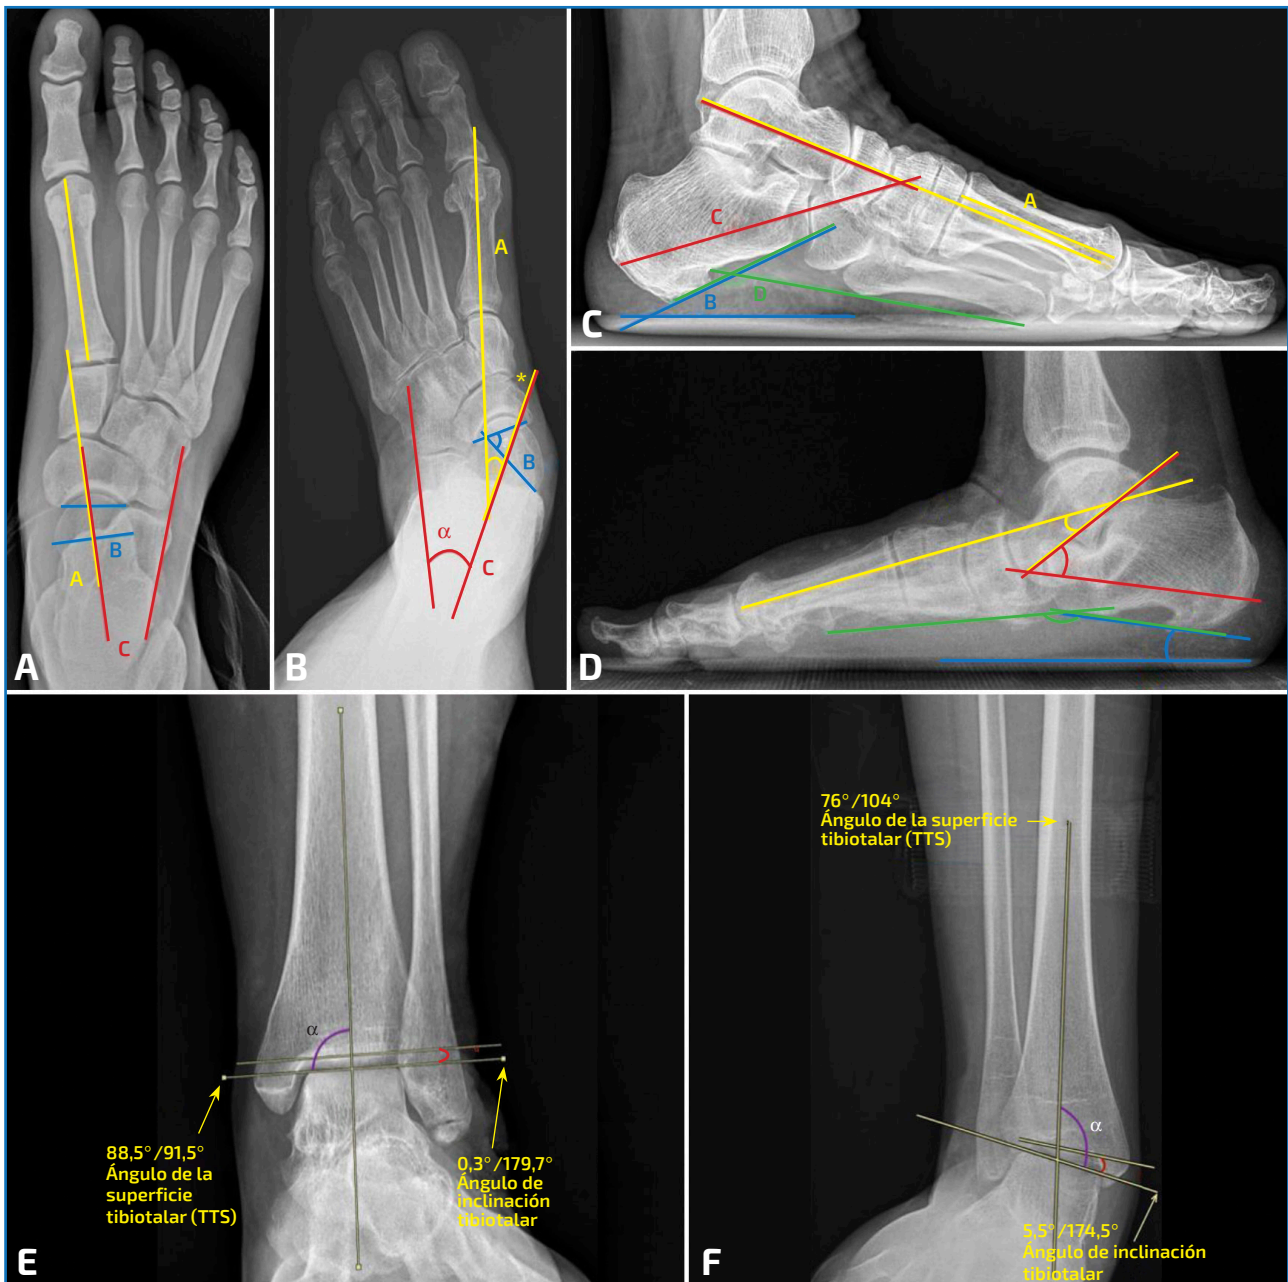 A
B
C
A
A
B
*
B
α
C
A
C
B
D
C
D
α
88,5°/91,5°
Ángulo de la
superficie
tibiotalar (TTS)
0,3°/179,7°
Ángulo de
inclinación
tibiotalar
E
76°/104°
Ángulo de la superficie
tibiotalar (TTS)
α
5,5°/174,5°
Ángulo de inclinación
tibiotalar
F